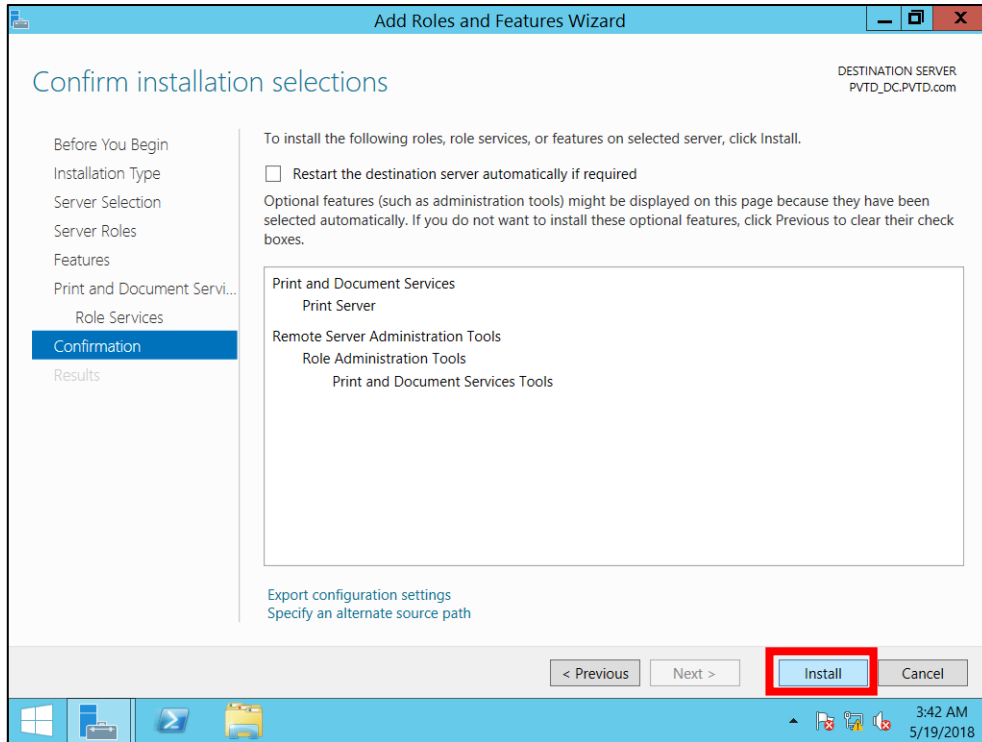 Add Roles and Features Wizard
Confirm installation selections
DESTINATION SERVER
PVTD_DC.PVTD.com
Before You Begin
Installation Type
Server Selection
Server Roles
Features
Print and Document Servi...
Role Services
Confirmation
Results
To install the following roles, role services, or features on selected server, click Install.
Restart the destination server automatically if required
Optional features (such as administration tools) might be displayed on this page because they have been
selected automatically. If you do not want to install these optional features, click Previous to clear their check
boxes.
Print and Document Services
Print Server
Remote Server Administration Tools
Role Administration Tools
Print and Document Services Tools
Export configuration settings
Specify an alternate source path
< Previous
Next >
Install
Cancel
3:42 AM
5/19/2018